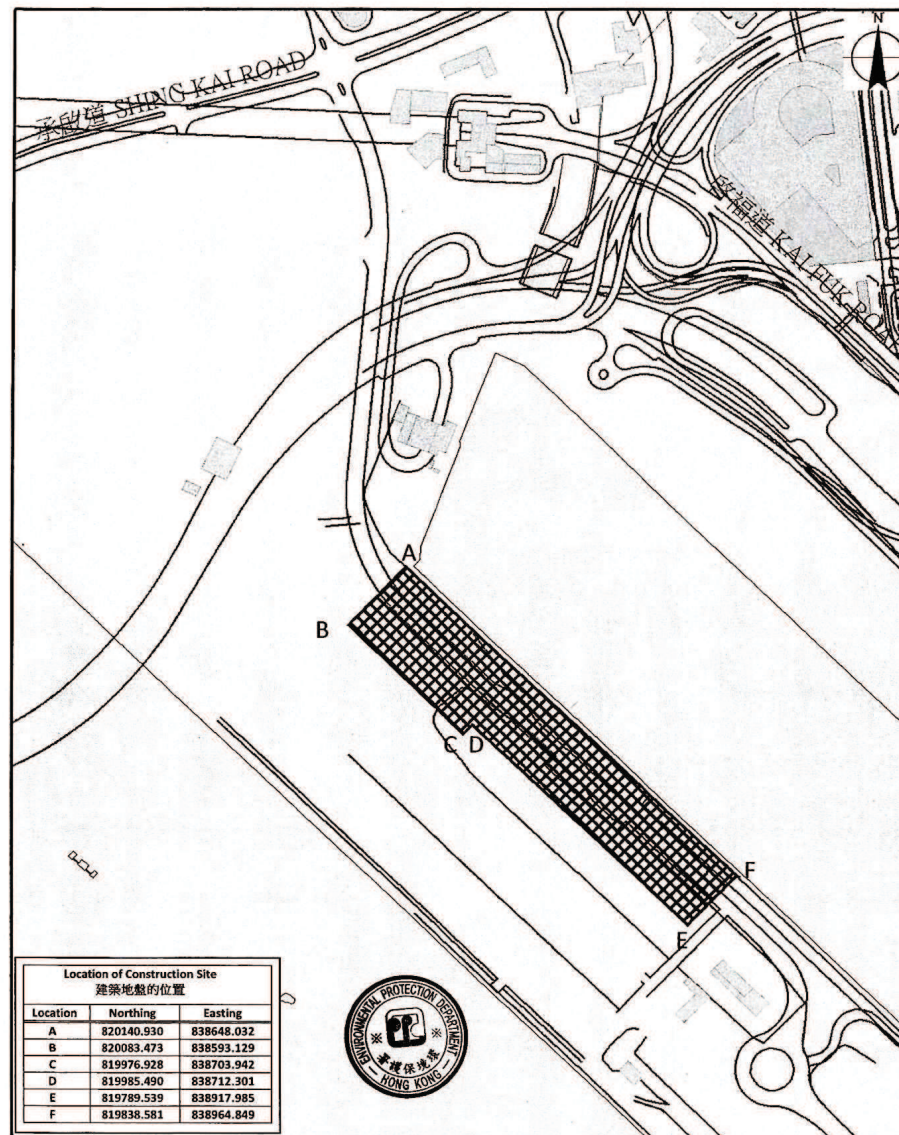 N
承啟道 SHING KAI ROAD
啓福道 KAI FUK ROAD
A
B
C D
F
E
Location of Construction Site
建築地盤的位置
Location Northing Easting
A 820140.930 838648.032
B 820083.473 838593.129
C 819976.928 838703.942
D 819985.490 838712.301
E 819789.539 838917.985
F 819838.581 838964.849
ENVIRONMENTAL PROTECTION DEPARTMENT
署護保境環
HONG KONG